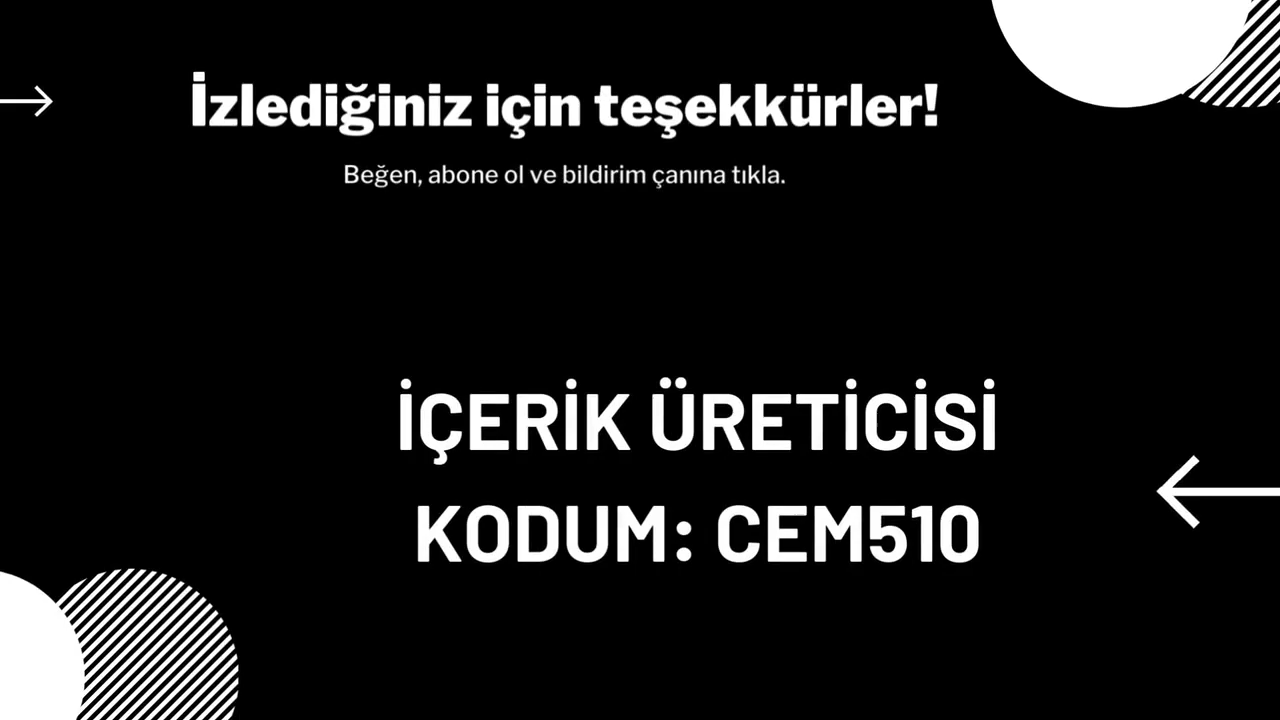 İzlediğiniz için teşekkürler!
Beğen, abone ol ve bildirim çanına tıkla.
İÇERİK ÜRETİCİSİ
KODUM: CEM510